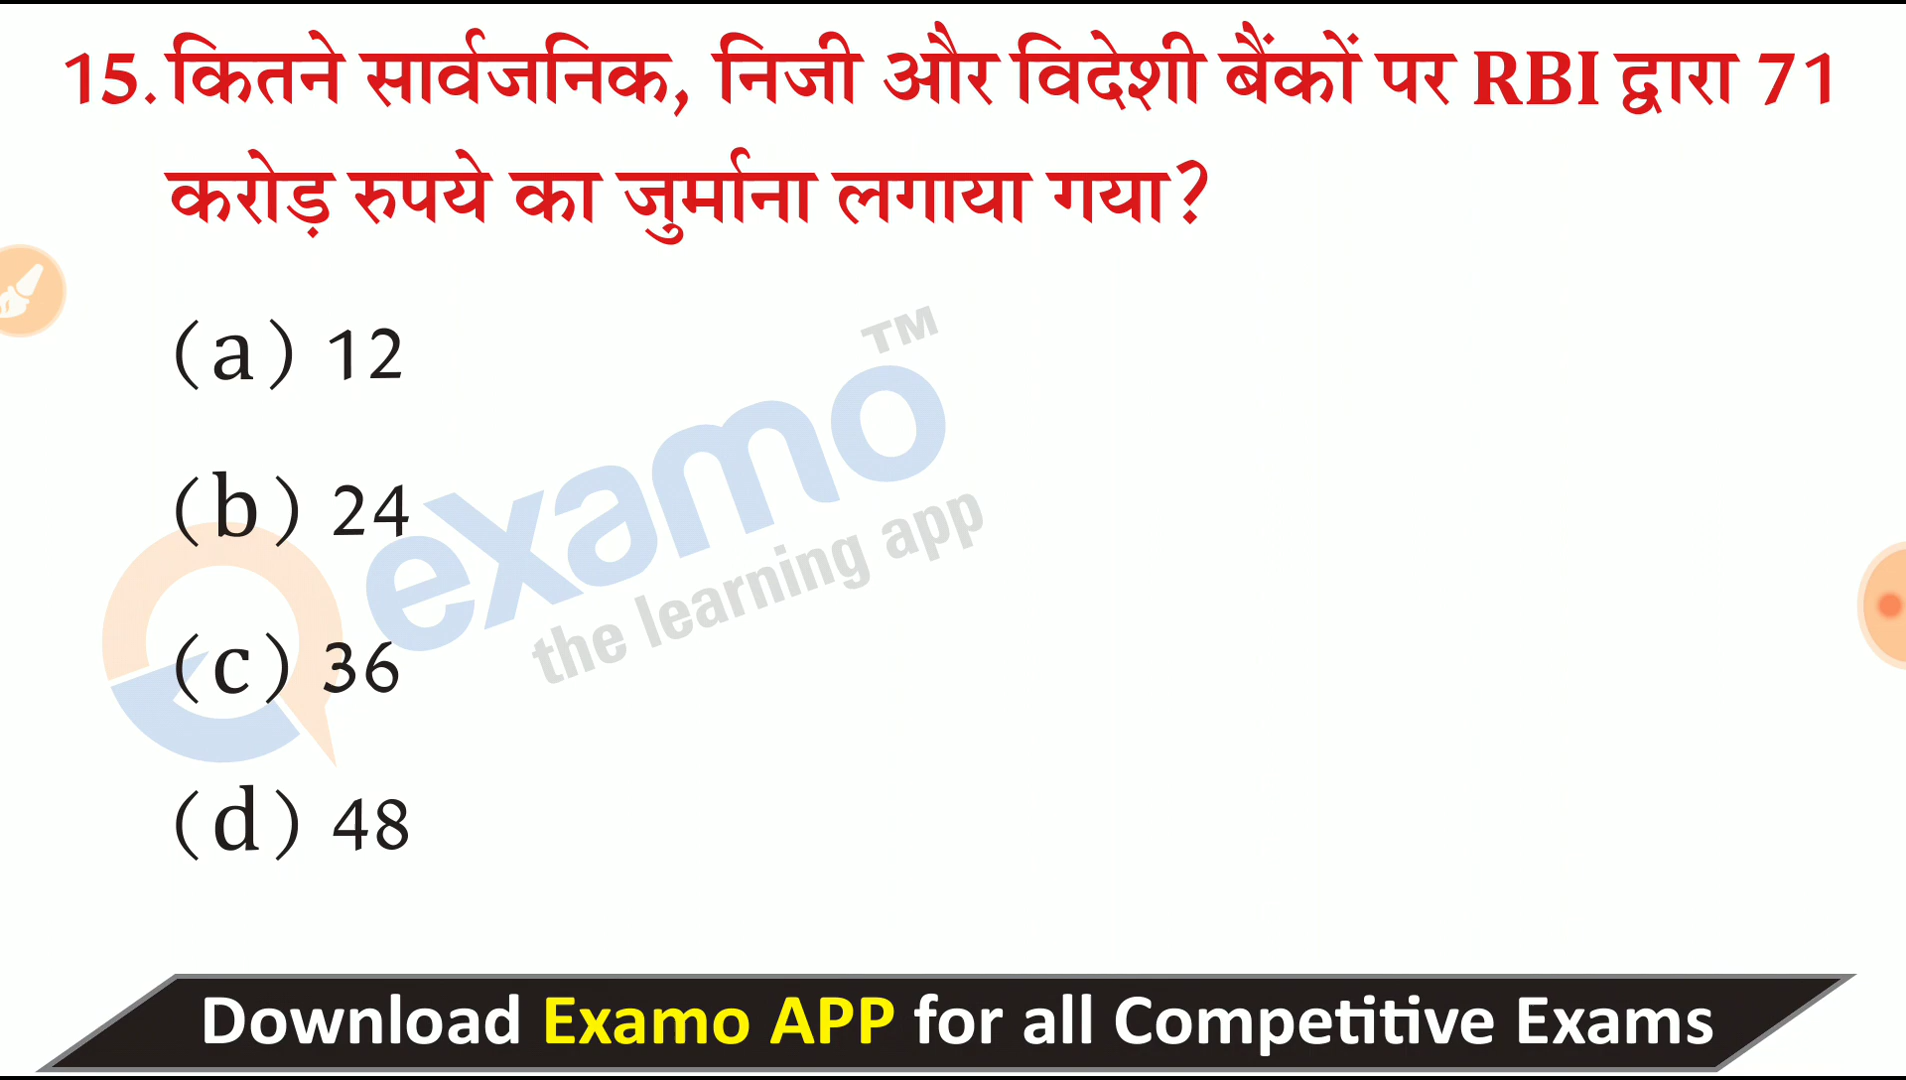 15. कितने सार्वजनिक, निजी और विदेशी बैंकों पर RBI द्वारा 71
करोड़ रुपये का जुर्माना लगाया गया?
(a) 12
(b) 24
(c) 36
(d) 48
examo™
the learning app
Download Examo APP for all Competitive Exams